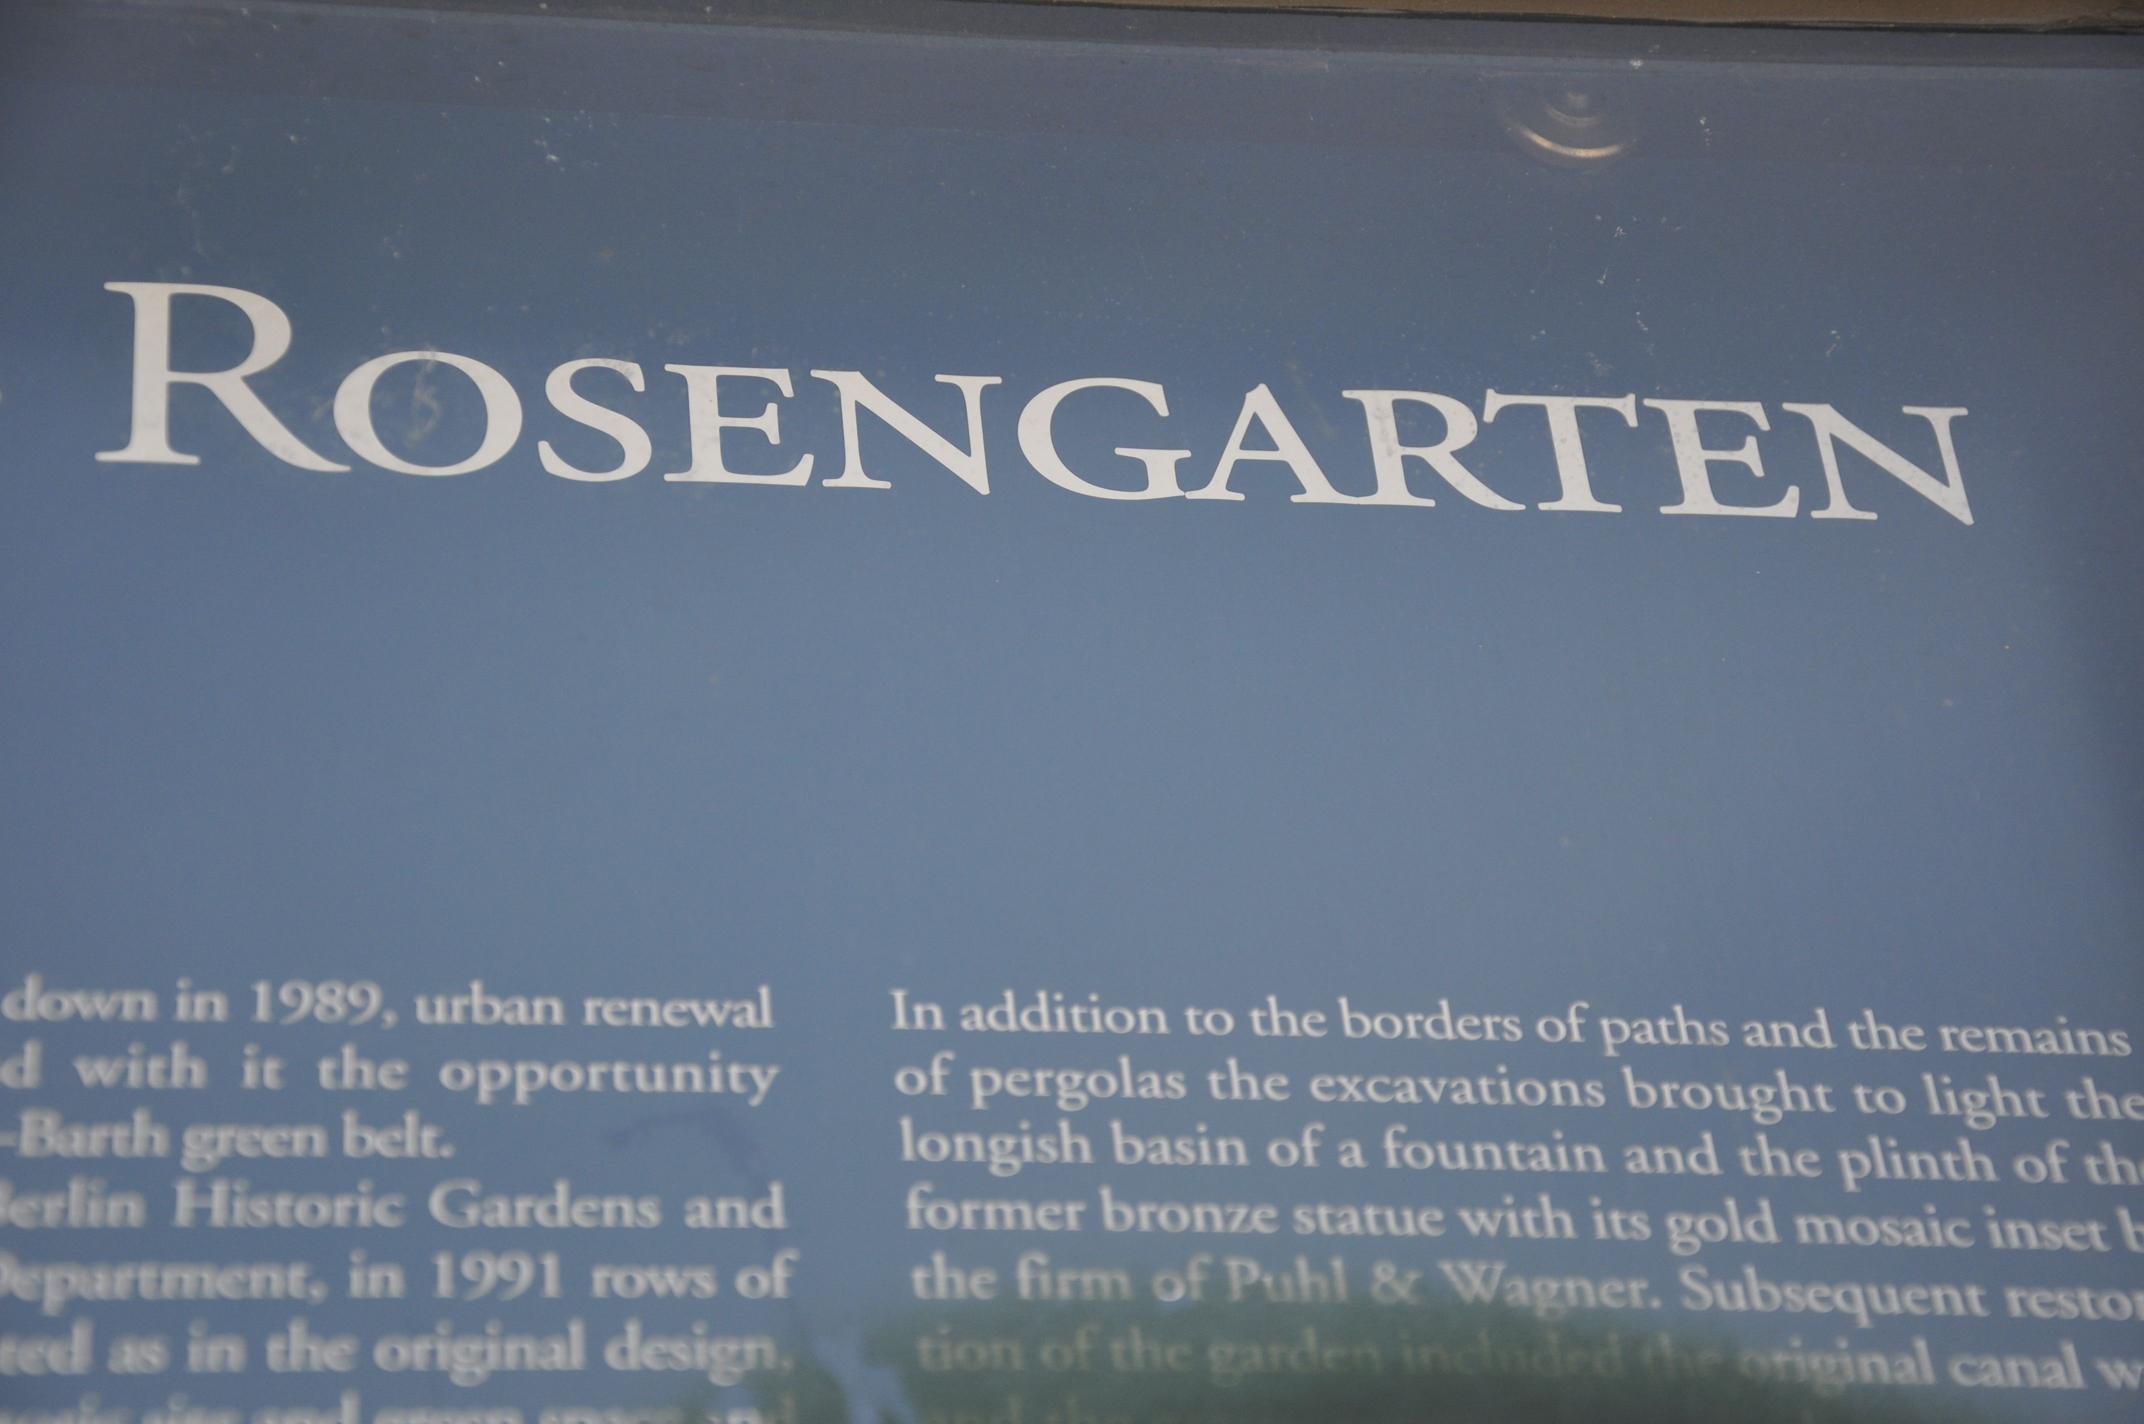 ROSENGARTEN
down in 1989, urban renewal
d with it the opportunity
-Barth green belt.
Berlin Historic Gardens and
Department, in 1991 rows of
ted as in the original design.
In addition to the borders of paths and the remains
of pergolas the excavations brought to light the
longish basin of a fountain and the plinth of the
former bronze statue with its gold mosaic inset b
the firm of Puhl & Wagner. Subsequent restor
tion of the garden included the original canal w